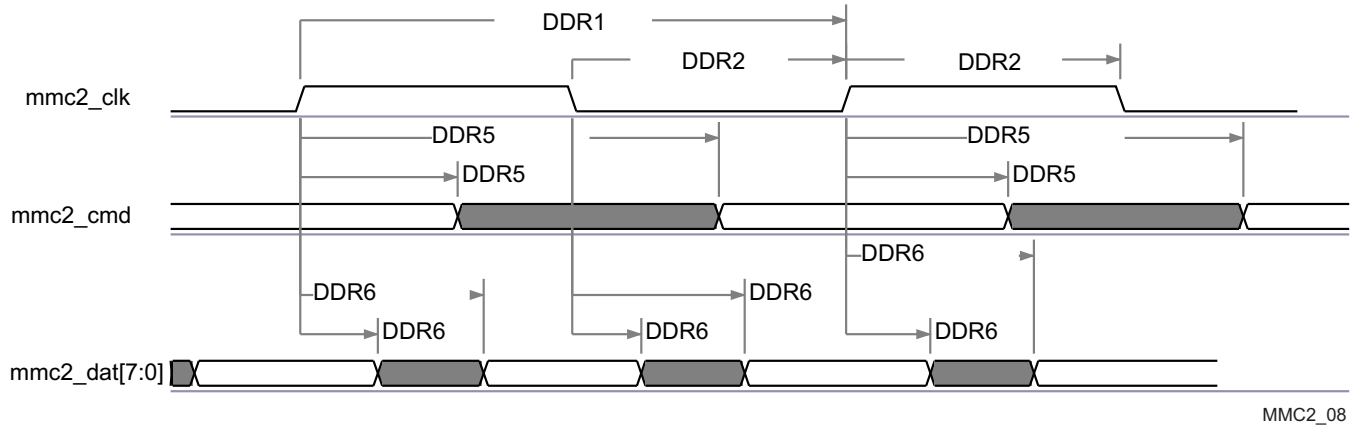 DDR1
DDR2 DDR2
mmc2_clk
DDR5 DDR5
DDR5 DDR5
mmc2_cmd
DDR6
DDR6 DDR6
DDR6 DDR6 DDR6
mmc2_dat[7:0]
MMC2_08